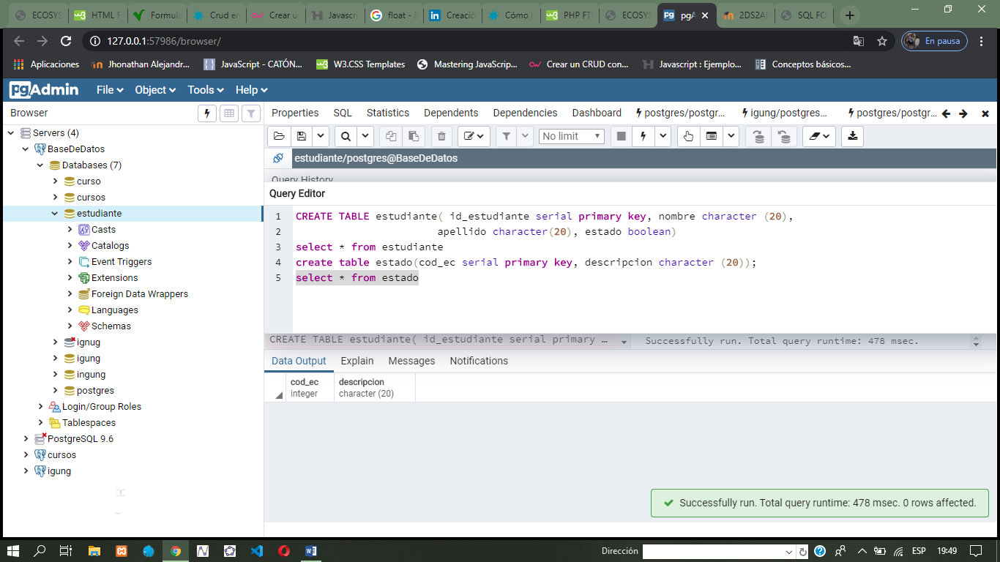 ECOSYS
HTML F
Formula
Crud en
Crear un
Javascri
float - B
Creació
Cómo c
PHP FT
ECOSYS
pgA
2DS2A
SQL FO
127.0.0.1:57986/browser/
En pausa
Aplicaciones
Jhonathan Alejandr...
JavaScript - CATÓN...
W3.CSS Templates
Mastering JavaScrip...
Crear un CRUD con...
Javascript : Ejemplo...
Conceptos básicos...
pgAdmin
File
Object
Tools
Help
Browser
Properties
SQL
Statistics
Dependents
Dependencies
Dashboard
postgres/postgr...
igung/postgres...
postgres/postgr...
Servers (4)
BaseDeDatos
Databases (7)
curso
cursos
estudiante
Casts
Catalogs
Event Triggers
Extensions
Foreign Data Wrappers
Languages
Schemas
ignug
igung
ingung
postgres
Login/Group Roles
Tablespaces
PostgreSQL 9.6
cursos
igung
No limit
estudiante/postgres@BaseDeDatos
Query History
Query Editor
1 CREATE TABLE estudiante( id_estudiante serial primary key, nombre character (20),
2 apellido character(20), estado boolean)
3 select * from estudiante
4 create table estado(cod_ec serial primary key, descripcion character (20));
5 select * from estado
CREATE TABLE estudiante( id_estudiante serial primary ...
Successfully run. Total query runtime: 478 msec.
Data Output
Explain
Messages
Notifications
cod_ec
integer
descripcion
character (20)
Successfully run. Total query runtime: 478 msec. 0 rows affected.
Dirección
ESP
19:49